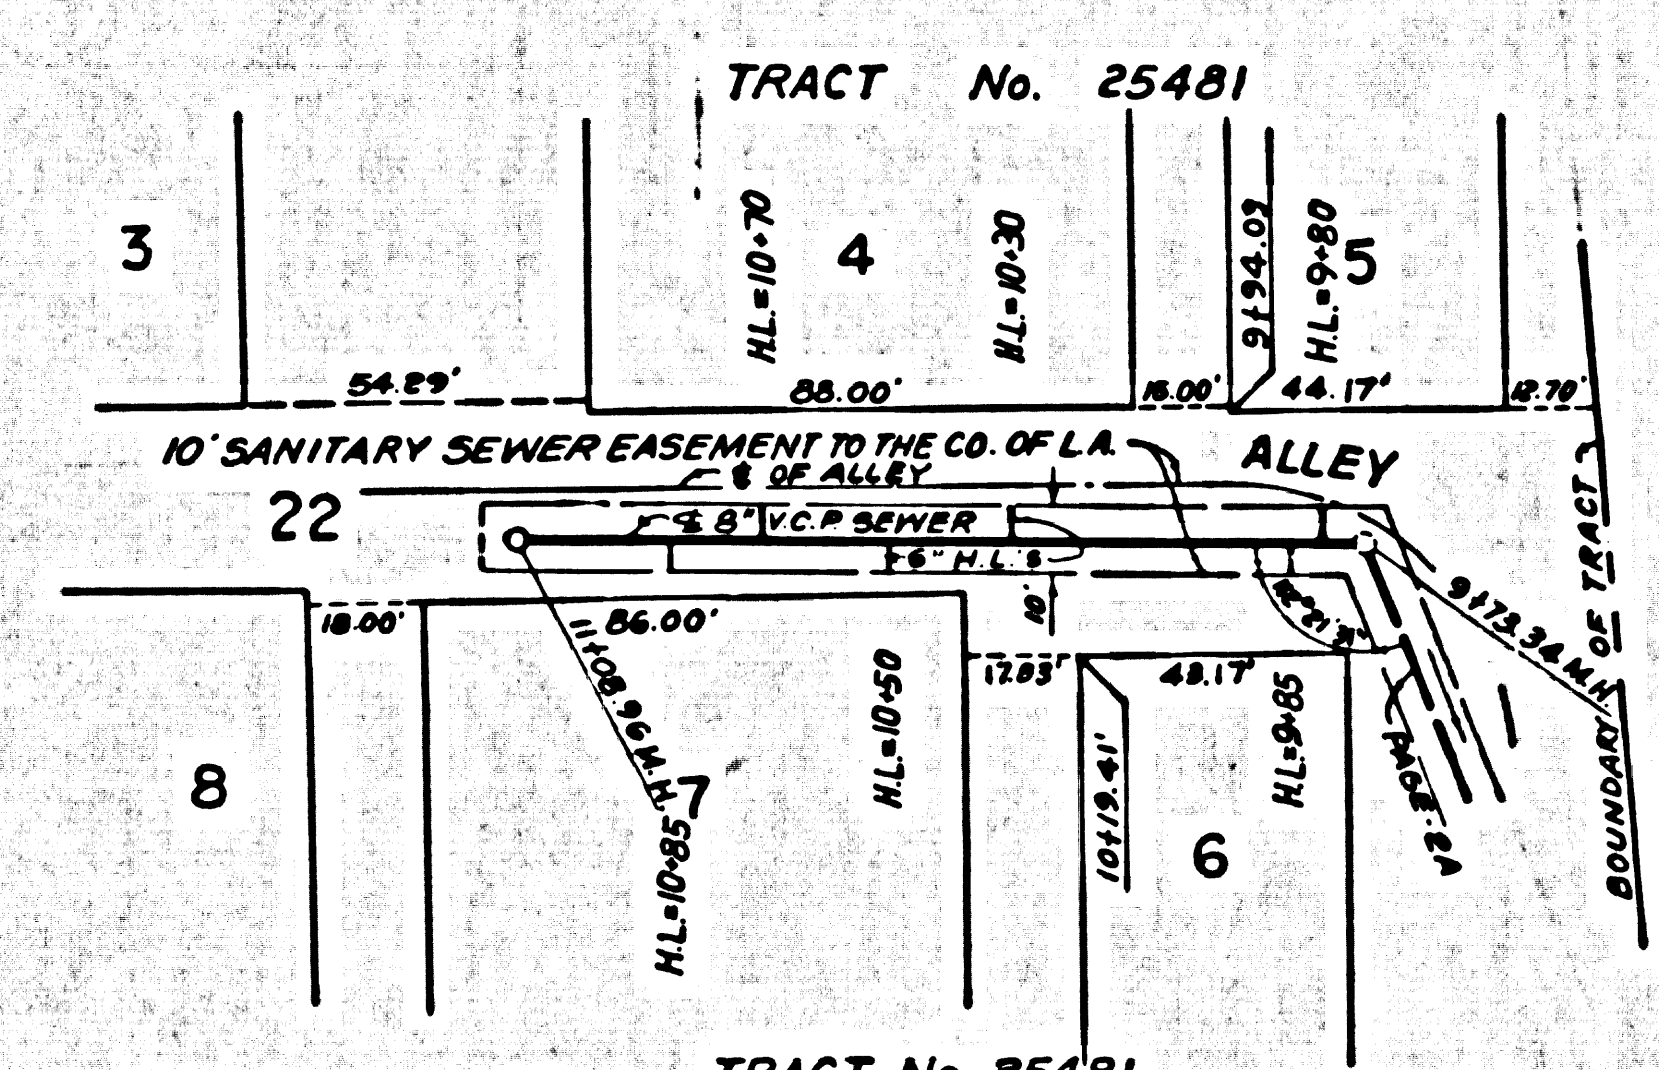 TRACT No. 25481
3
H.L.=10+70
4
H.L.=10+30
9+94.09
H.L.=9+80
5
54.29'
88.00'
16.00'
44.17'
12.70'
10' SANITARY SEWER EASEMENT TO THE CO. OF L.A.
ALLEY
OF ALLEY
22
8" V.C.P. SEWER
6" H.L.'S
10'
18.00'
86.00'
17.83'
48.17'
9+73.34 M.H.
BOUNDARY OF TRACT
11+08.96 M.H.
H.L.=10+50
H.L.=9+85
10+19.41'
PAGE 2A
8
7
H.L.=10+85
6
TRACT No. 25481